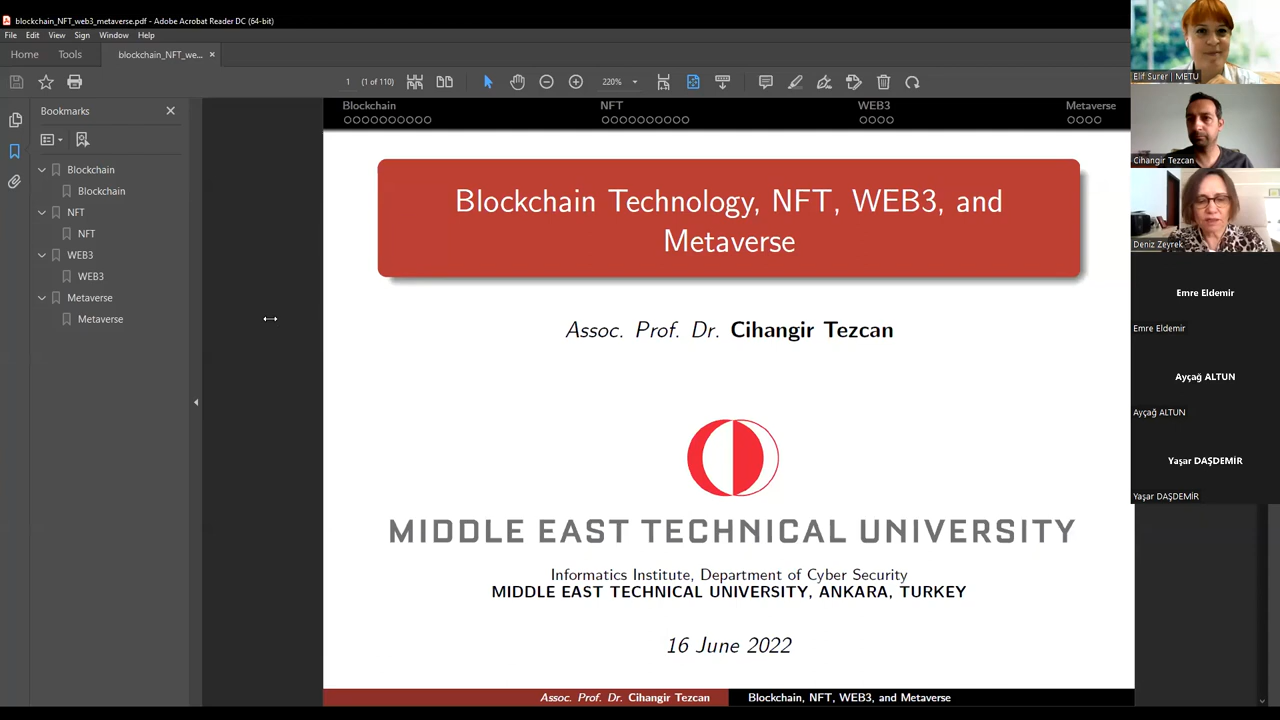 blockchain_NFT_web3_metaverse.pdf - Adobe Acrobat Reader DC (64-bit)
File Edit View Sign Window Help
Home Tools blockchain_NFT_we... ×
1 (1 of 110) 220%
Bookmarks
Blockchain
Blockchain
NFT
NFT
WEB3
WEB3
Metaverse
Metaverse
Blockchain NFT WEB3 Metaverse
Blockchain Technology, NFT, WEB3, and
Metaverse
Assoc. Prof. Dr. Cihangir Tezcan
MIDDLE EAST TECHNICAL UNIVERSITY
Informatics Institute, Department of Cyber Security
MIDDLE EAST TECHNICAL UNIVERSITY, ANKARA, TURKEY
16 June 2022
Assoc. Prof. Dr. Cihangir Tezcan Blockchain, NFT, WEB3, and Metaverse
Elif Surer | METU
Cihangir Tezcan
Deniz Zeyrek
Emre Eldemir
Emre Eldemir
Ayçağ ALTUN
Ayçağ ALTUN
Yaşar DAŞDEMİR
Yaşar DAŞDEMİR